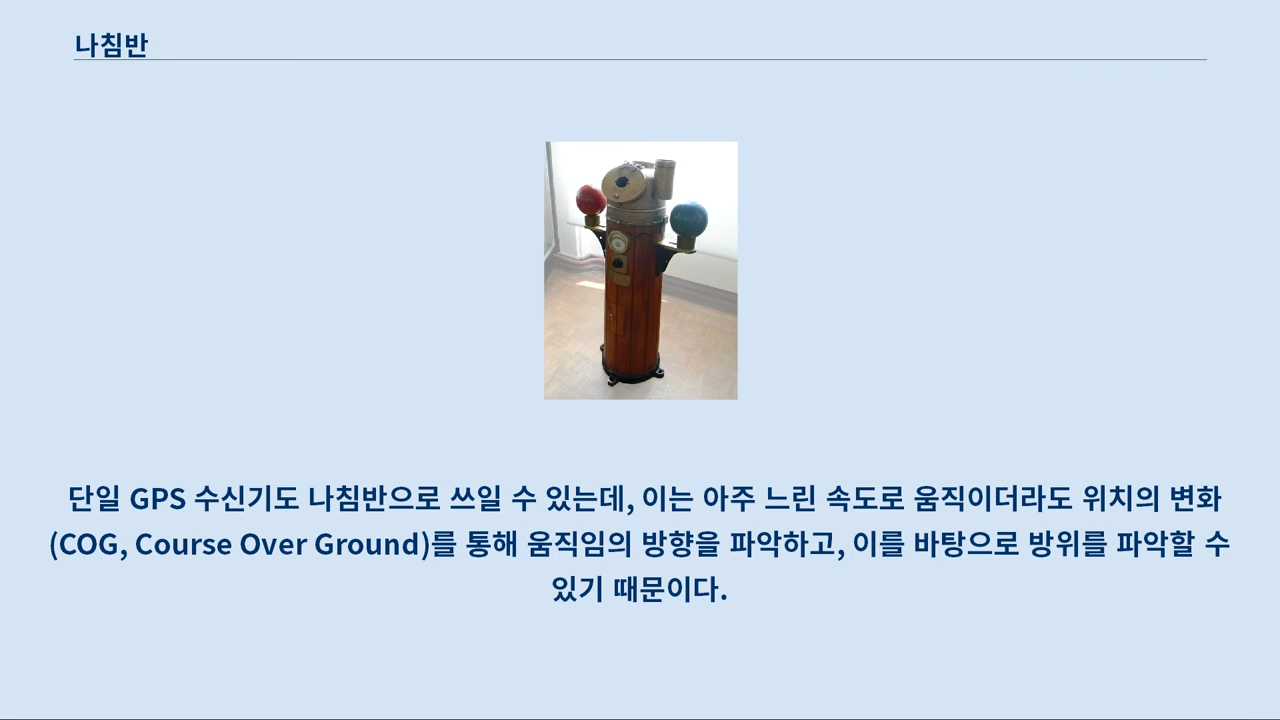 나침반
단일 GPS 수신기도 나침반으로 쓰일 수 있는데, 이는 아주 느린 속도로 움직이더라도 위치의 변화
(COG, Course Over Ground)를 통해 움직임의 방향을 파악하고, 이를 바탕으로 방위를 파악할 수
있기 때문이다.